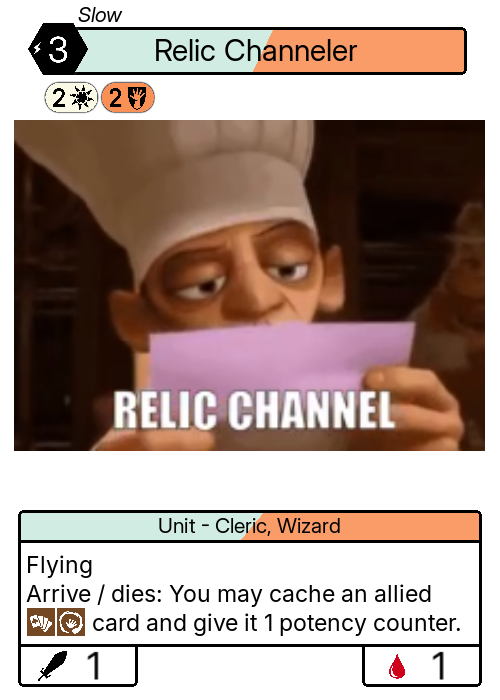 Slow
3 Relic Channeler
2 2
RELIC CHANNEL
Unit - Cleric, Wizard
Flying
Arrive / dies: You may cache an allied
card and give it 1 potency counter.
1 1